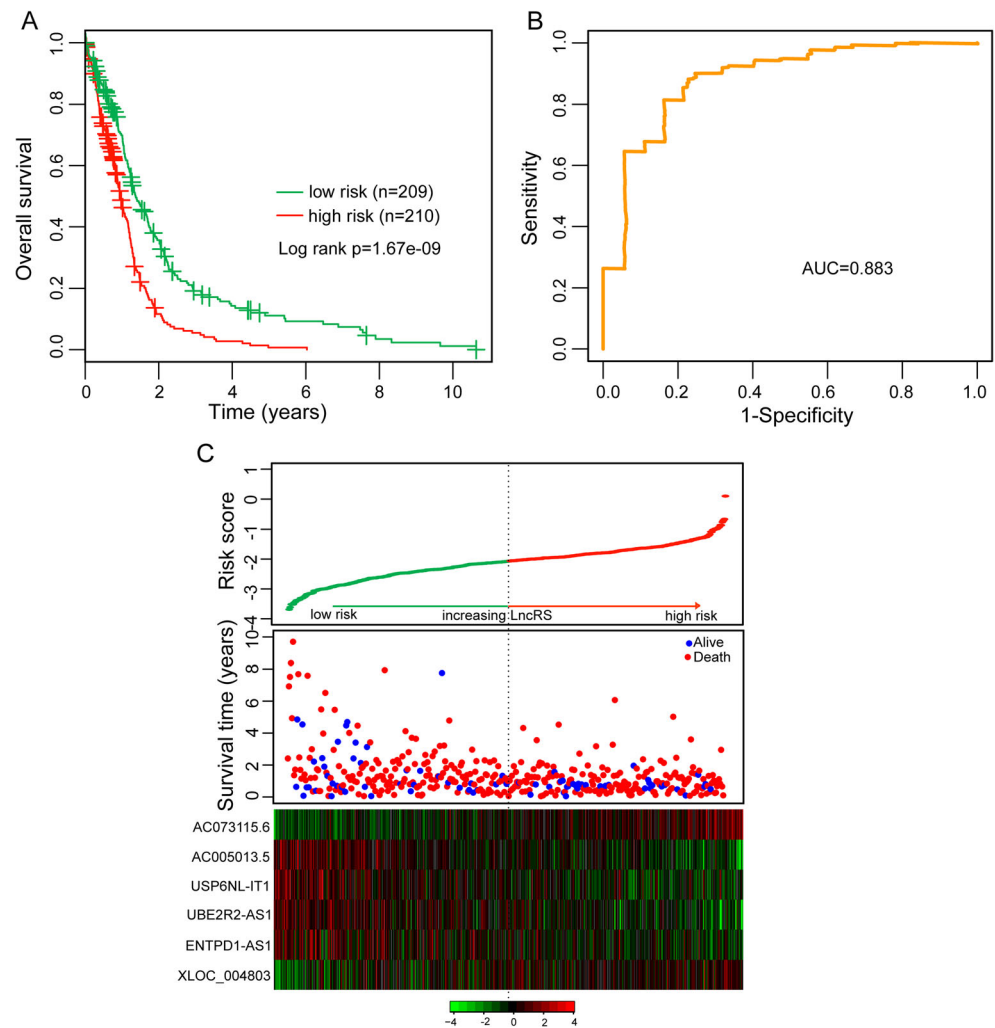 A
Overall survival
1.0
0.8
0.6
0.4
0.2
0.0
low risk (n=209)
high risk (n=210)
Log rank p=1.67e-09
0 2 4 6 8 10
Time (years)
B
Sensitivity
1.0
0.8
0.6
0.4
0.2
0.0
AUC=0.883
0.0 0.2 0.4 0.6 0.8 1.0
1-Specificity
C
Risk score
1
0
-1
-2
-3
-4
low risk increasing LncRS high risk
Survival time (years)
10
8
6
4
2
0
Alive
Death
AC073115.6
AC005013.5
USP6NL-IT1
UBE2R2-AS1
ENTPD1-AS1
XLOC_004803
-4 -2 0 2 4